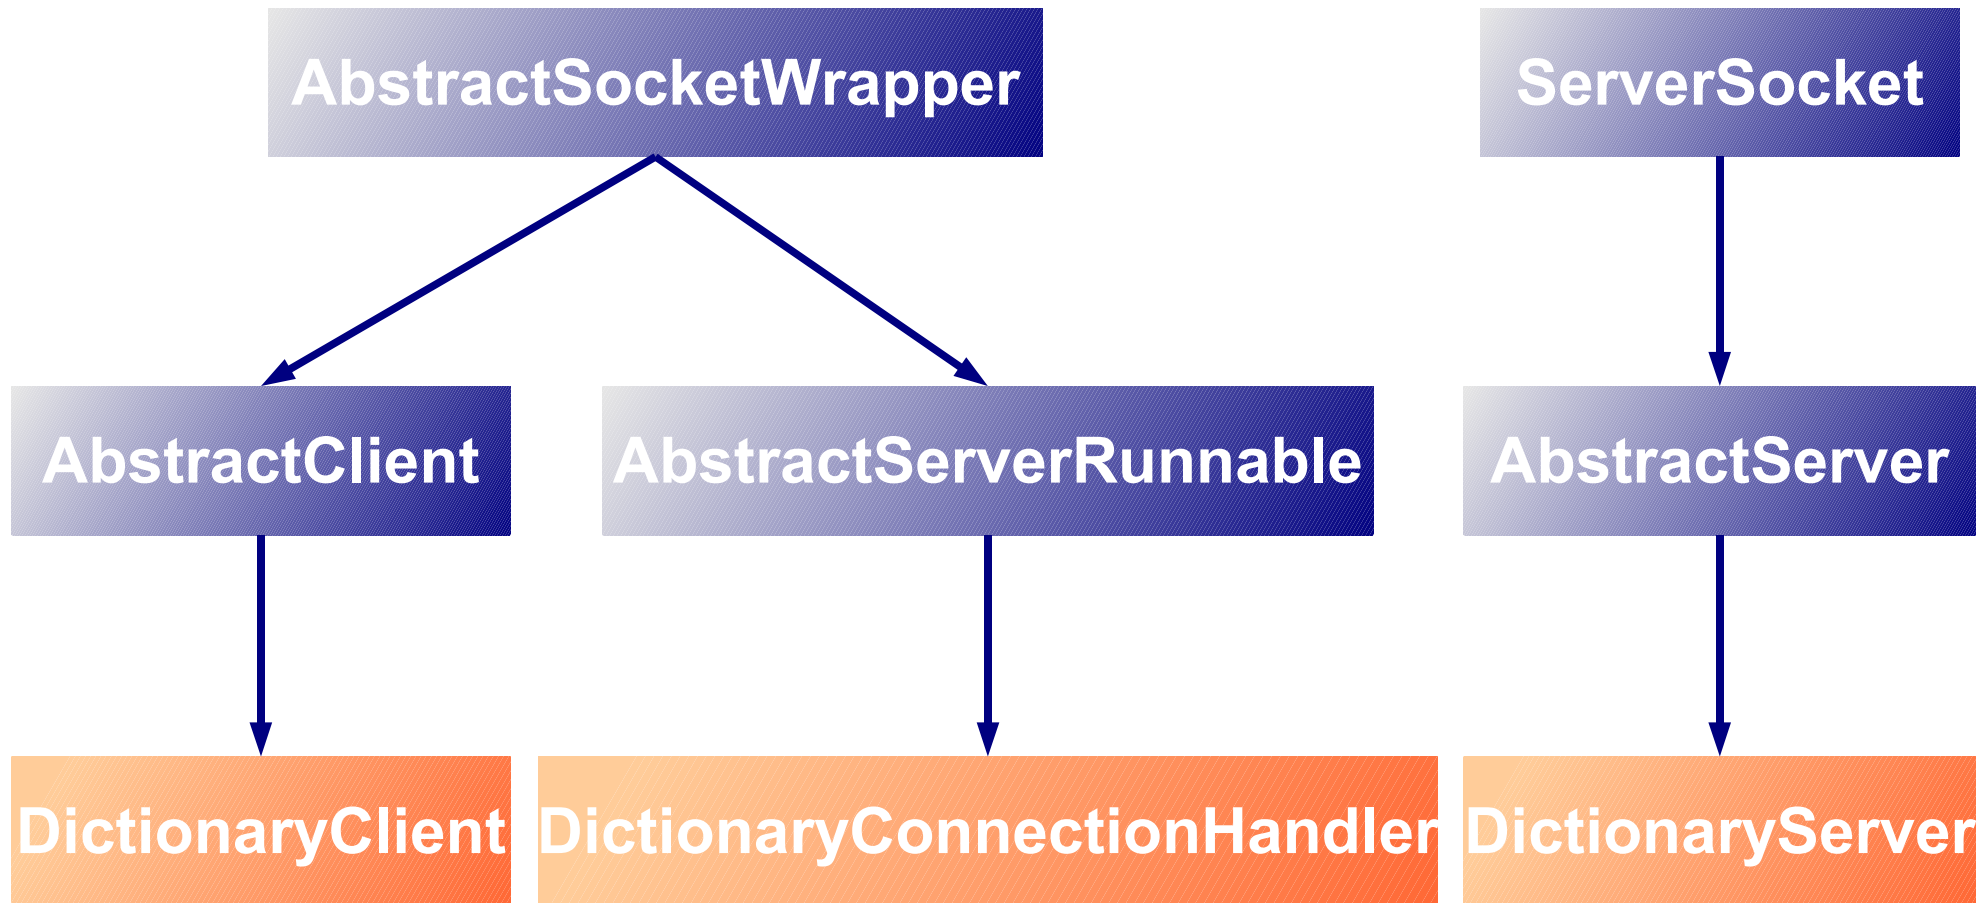 AbstractSocketWrapper
ServerSocket
AbstractClient
AbstractServerRunnable
AbstractServer
DictionaryClient
DictionaryConnectionHandler
DictionaryServer